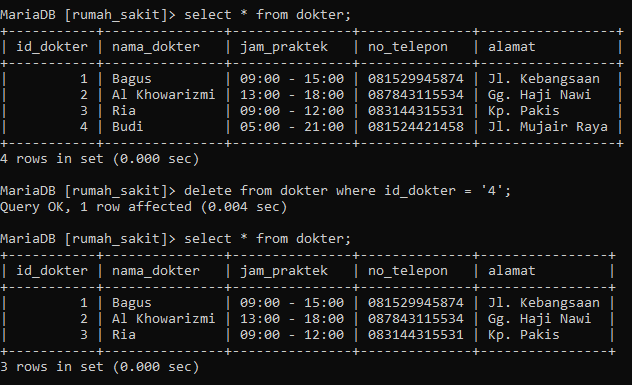 MariaDB [rumah_sakit]> select * from dokter;
+-----------+---------------+---------------+--------------+------------------+
| id_dokter | nama_dokter   | jam_praktek   | no_telepon   | alamat           |
+-----------+---------------+---------------+--------------+------------------+
|         1 | Bagus         | 09:00 - 15:00 | 081529945874 | Jl. Kebangsaan   |
|         2 | Al Khowarizmi | 13:00 - 18:00 | 087843115534 | Gg. Haji Nawi    |
|         3 | Ria           | 09:00 - 12:00 | 083144315531 | Kp. Pakis        |
|         4 | Budi          | 05:00 - 21:00 | 081524421458 | Jl. Mujair Raya  |
+-----------+---------------+---------------+--------------+------------------+
4 rows in set (0.000 sec)
MariaDB [rumah_sakit]> delete from dokter where id_dokter = '4';
Query OK, 1 row affected (0.004 sec)
MariaDB [rumah_sakit]> select * from dokter;
+-----------+---------------+---------------+--------------+----------------+
| id_dokter | nama_dokter   | jam_praktek   | no_telepon   | alamat         |
+-----------+---------------+---------------+--------------+----------------+
|         1 | Bagus         | 09:00 - 15:00 | 081529945874 | Jl. Kebangsaan |
|         2 | Al Khowarizmi | 13:00 - 18:00 | 087843115534 | Gg. Haji Nawi  |
|         3 | Ria           | 09:00 - 12:00 | 083144315531 | Kp. Pakis      |
+-----------+---------------+---------------+--------------+----------------+
3 rows in set (0.000 sec)